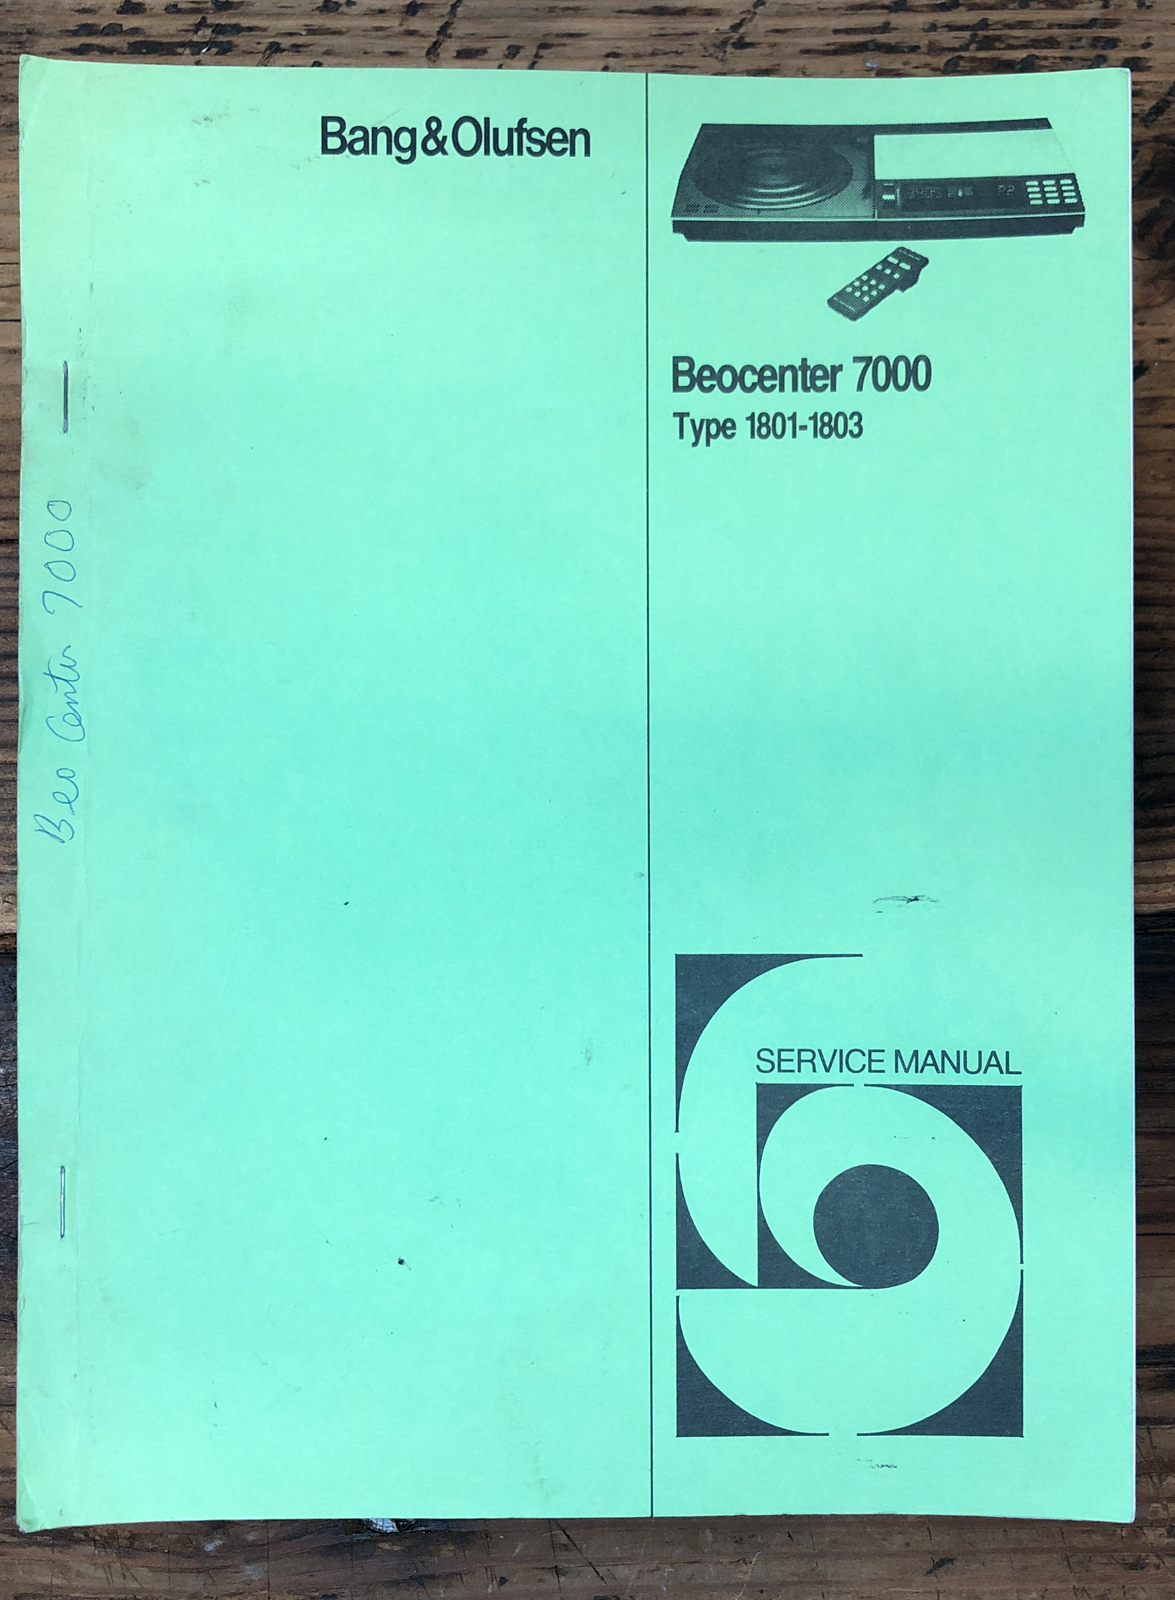 Bang&Olufsen
Beocenter 7000
Type 1801-1803
SERVICE MANUAL
Beo Center 7000